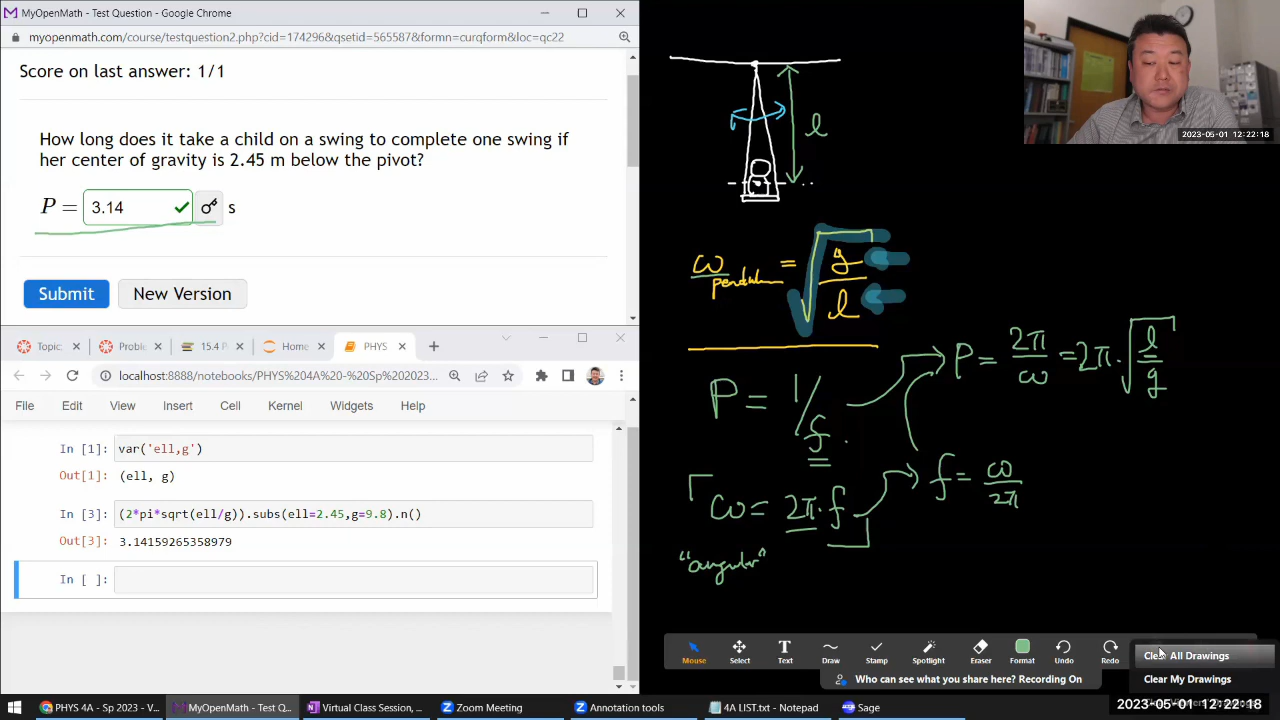 MyOpenMath - Test Question - Google Chrome
myopenmath.com/course/testquestion2.php?cid=174296&qsetid=565587&formn=curqform&loc=qc22
Score on last answer: 1/1
How long does it take a child on a swing to complete one swing if
her center of gravity is 2.45 m below the pivot?
P = 3.14 s
Submit New Version
Topic: Proble 15.4 P Home PHYS
localhost:8888/notebooks/PHYS%204A%20-%20Sp%202023...
File Edit View Insert Cell Kernel Widgets Help
In [1]: var('ell,g')
Out[1]: (ell, g)
In [3]: (2*pi*sqrt(ell/g)).subs(ell=2.45,g=9.8).n()
Out[3]: 3.14159265358979
In [ ]:
2023-05-01 12:22:18
l
ω pendulum = √(g/l)
P = 1/f
P = 2π/ω = 2π·√(l/g)
ω = 2π·f
f = ω/2π
"angular"
Mouse Select Text Draw Stamp Spotlight Eraser Format Undo Redo
Clear All Drawings
Clear My Drawings
Who can see what you share here? Recording On
2023-05-01 12:22:18
PHYS 4A - Sp 2023 - V... MyOpenMath - Test Q... Virtual Class Session, ... Zoom Meeting Annotation tools 4A LIST.txt - Notepad Sage